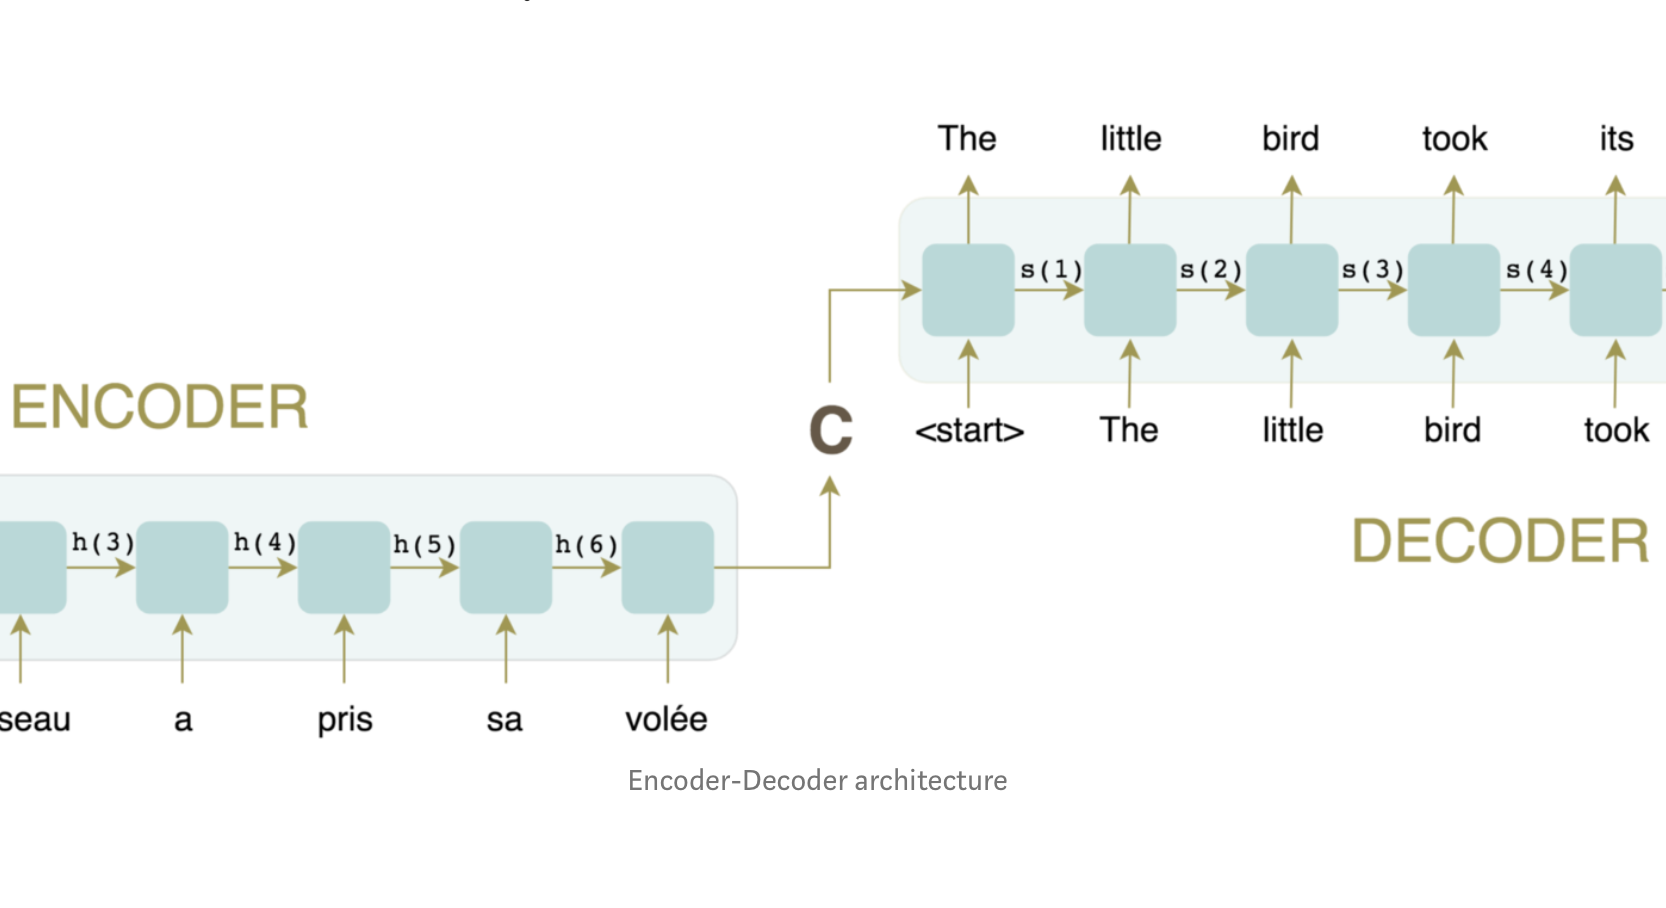 The little bird took its
s(1) s(2) s(3) s(4)
<start> The little bird took
C
ENCODER
DECODER
h(3) h(4) h(5) h(6)
seau a pris sa volée
Encoder-Decoder architecture